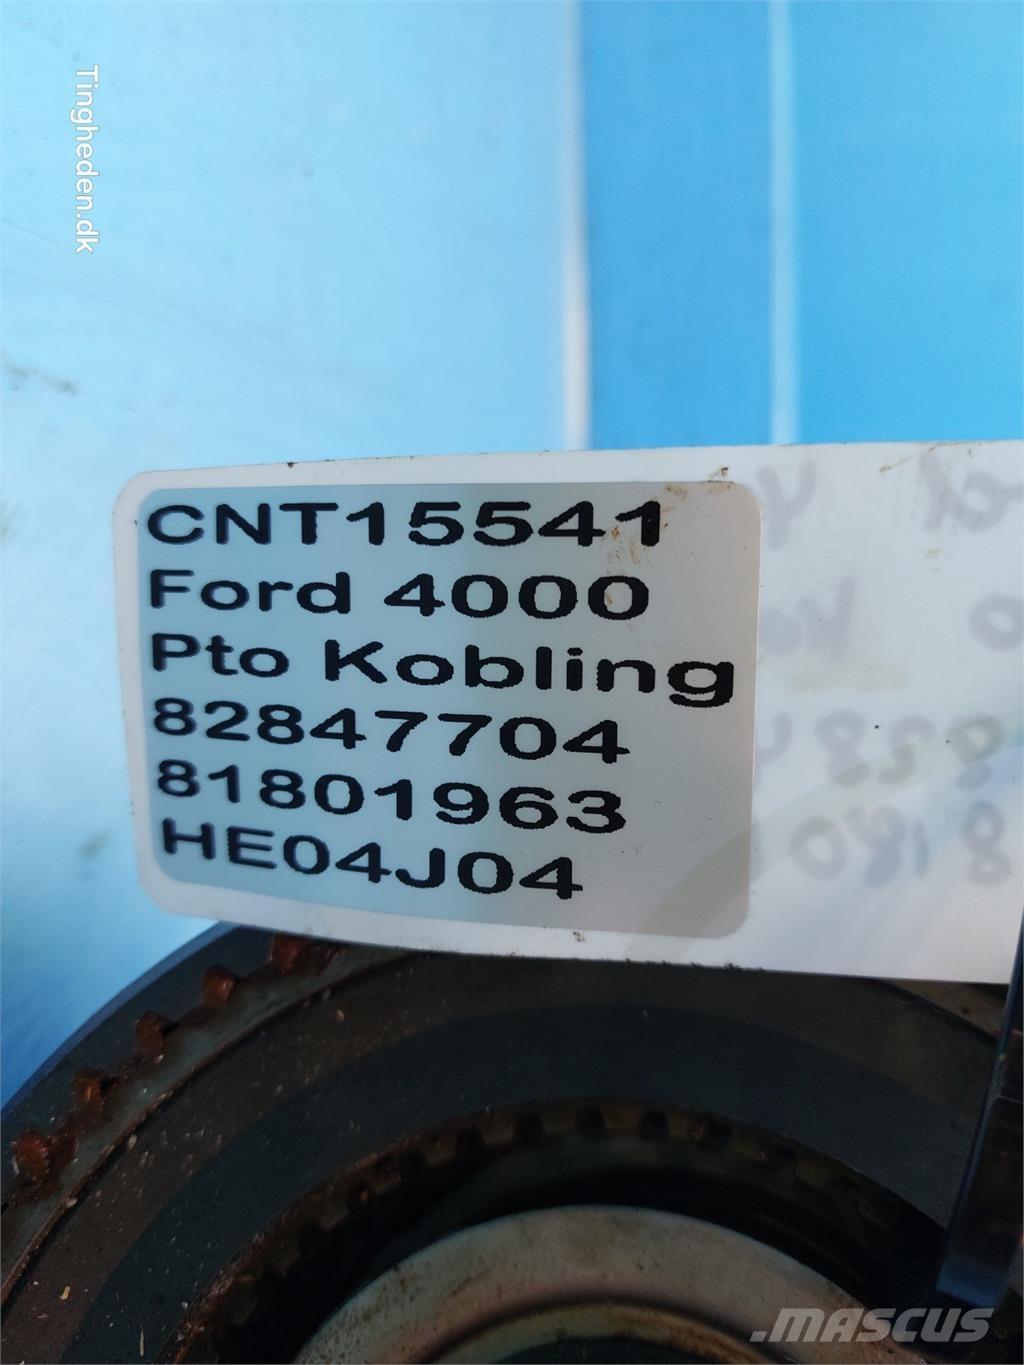 Tingheden.dk
CNT15541
Ford 4000
Pto Kobling
82847704
81801963
HE04J04
MASCUS